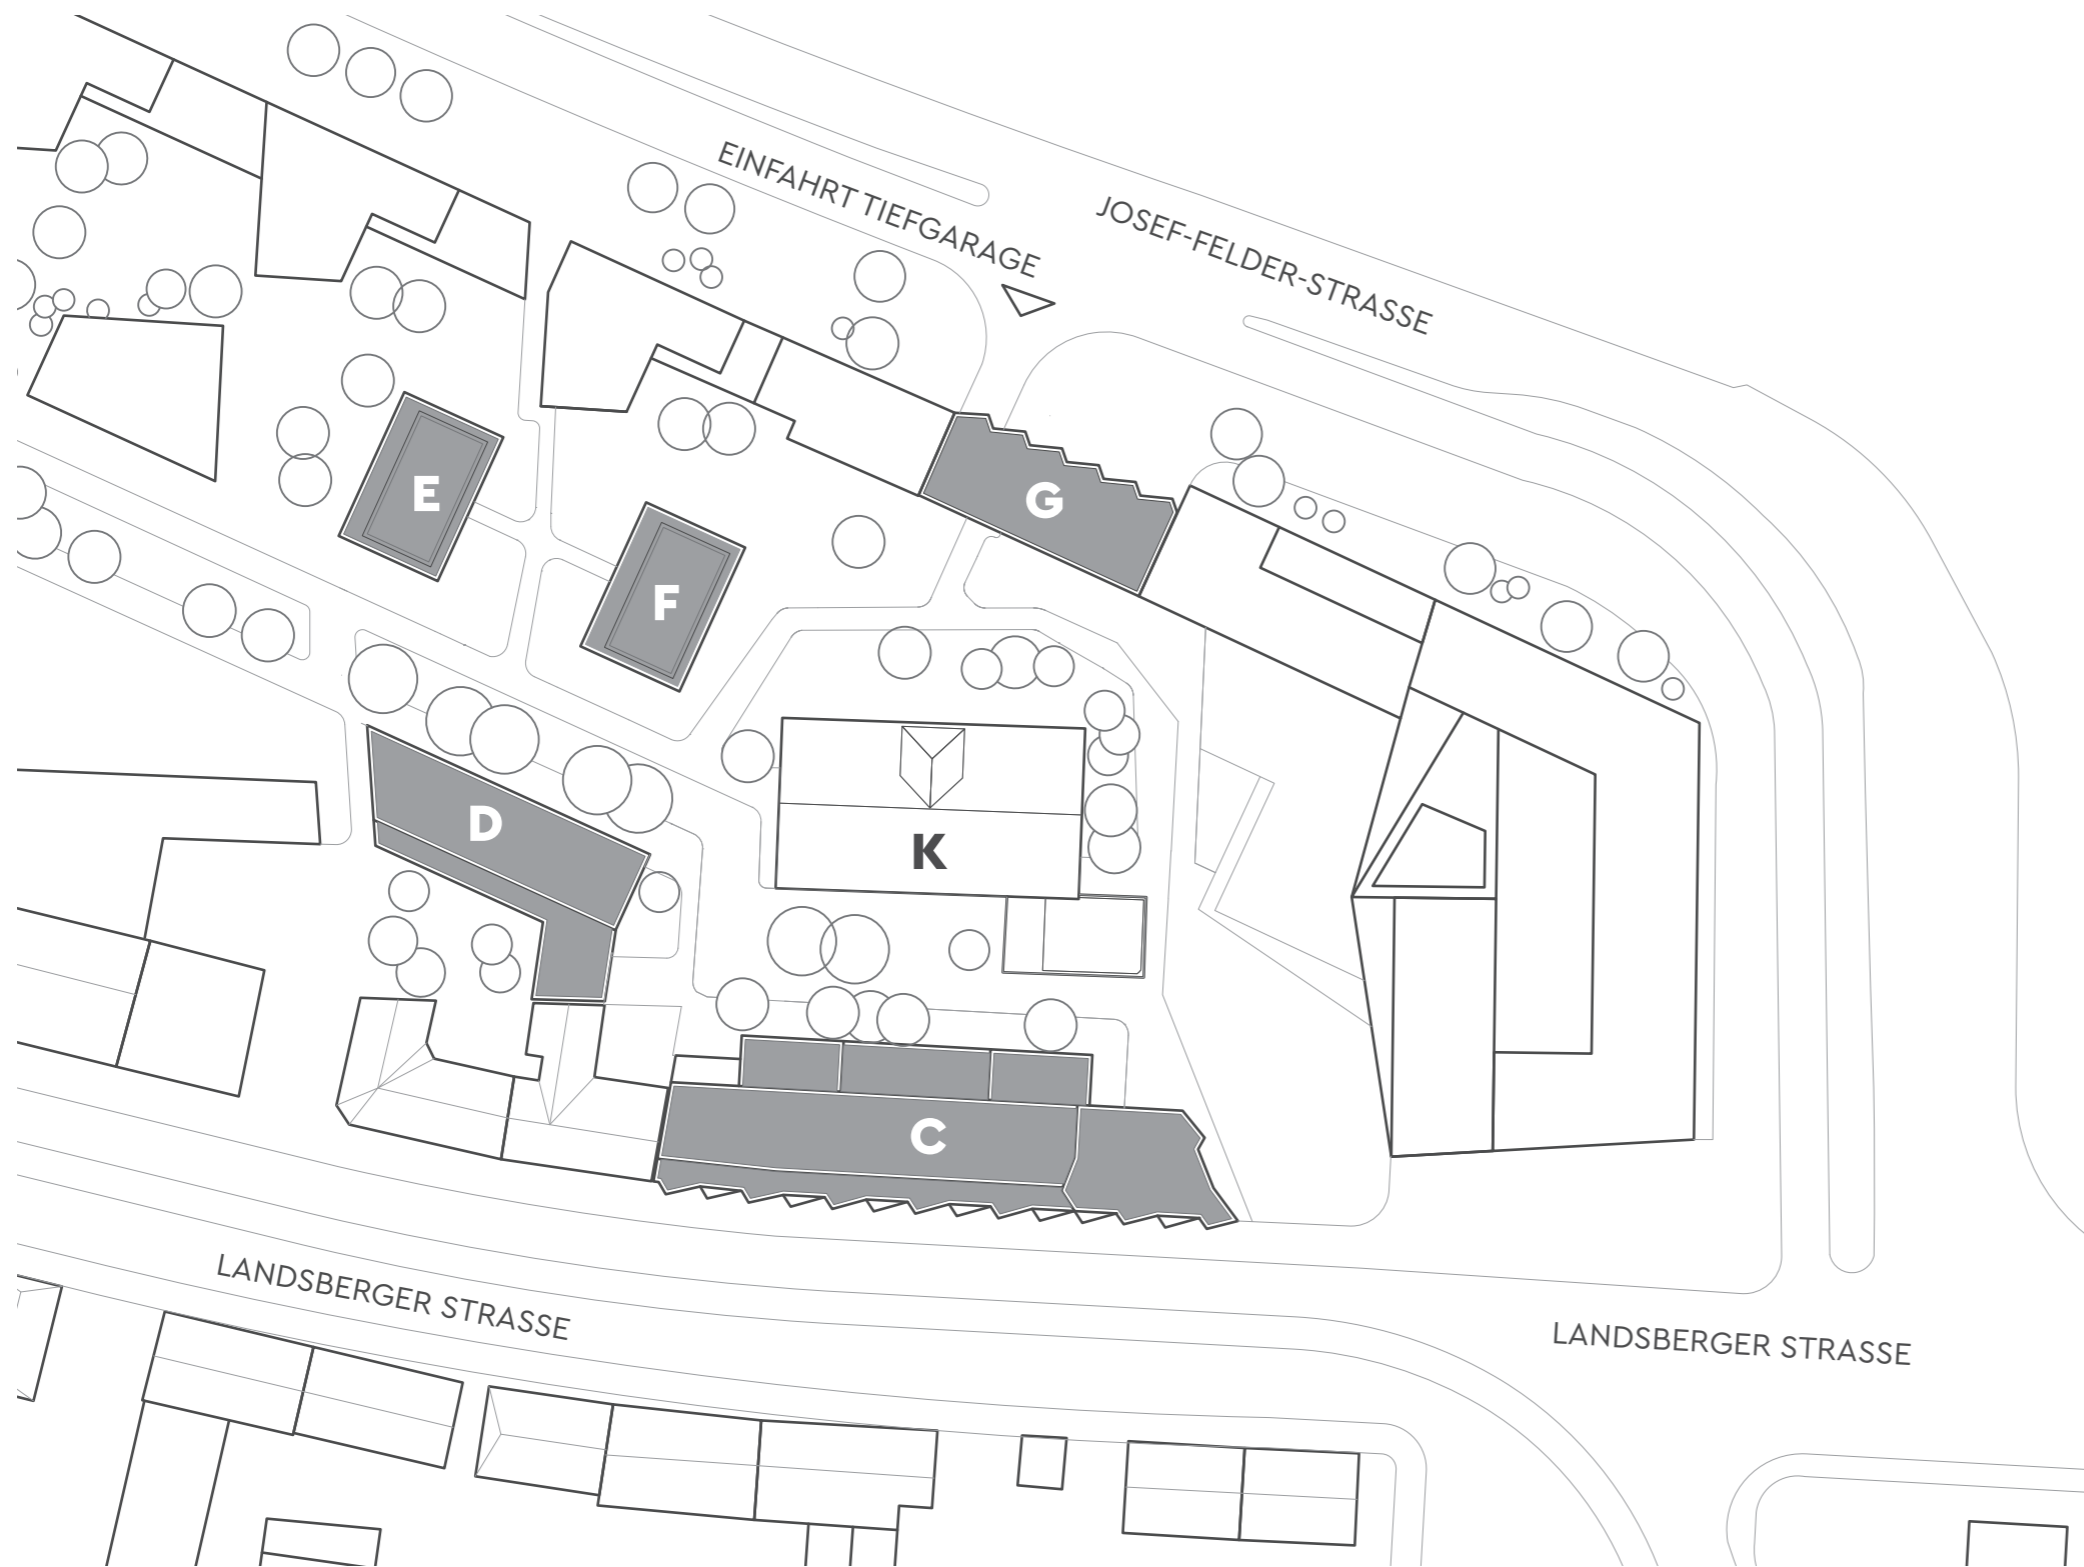 EINFAHRT TIEFGARAGE
JOSEF-FELDER-STRASSE
E
G
F
D
K
C
LANDSBERGER STRASSE
LANDSBERGER STRASSE